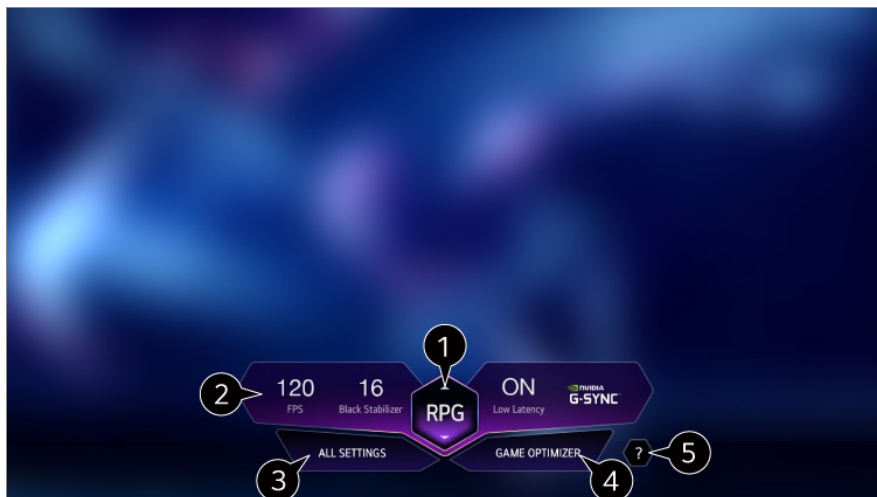 1
2
120
FPS
16
Black Stabilizer
RPG
ON
Low Latency
NVIDIA
G-SYNC
ALL SETTINGS
GAME OPTIMIZER
?
5
3
4